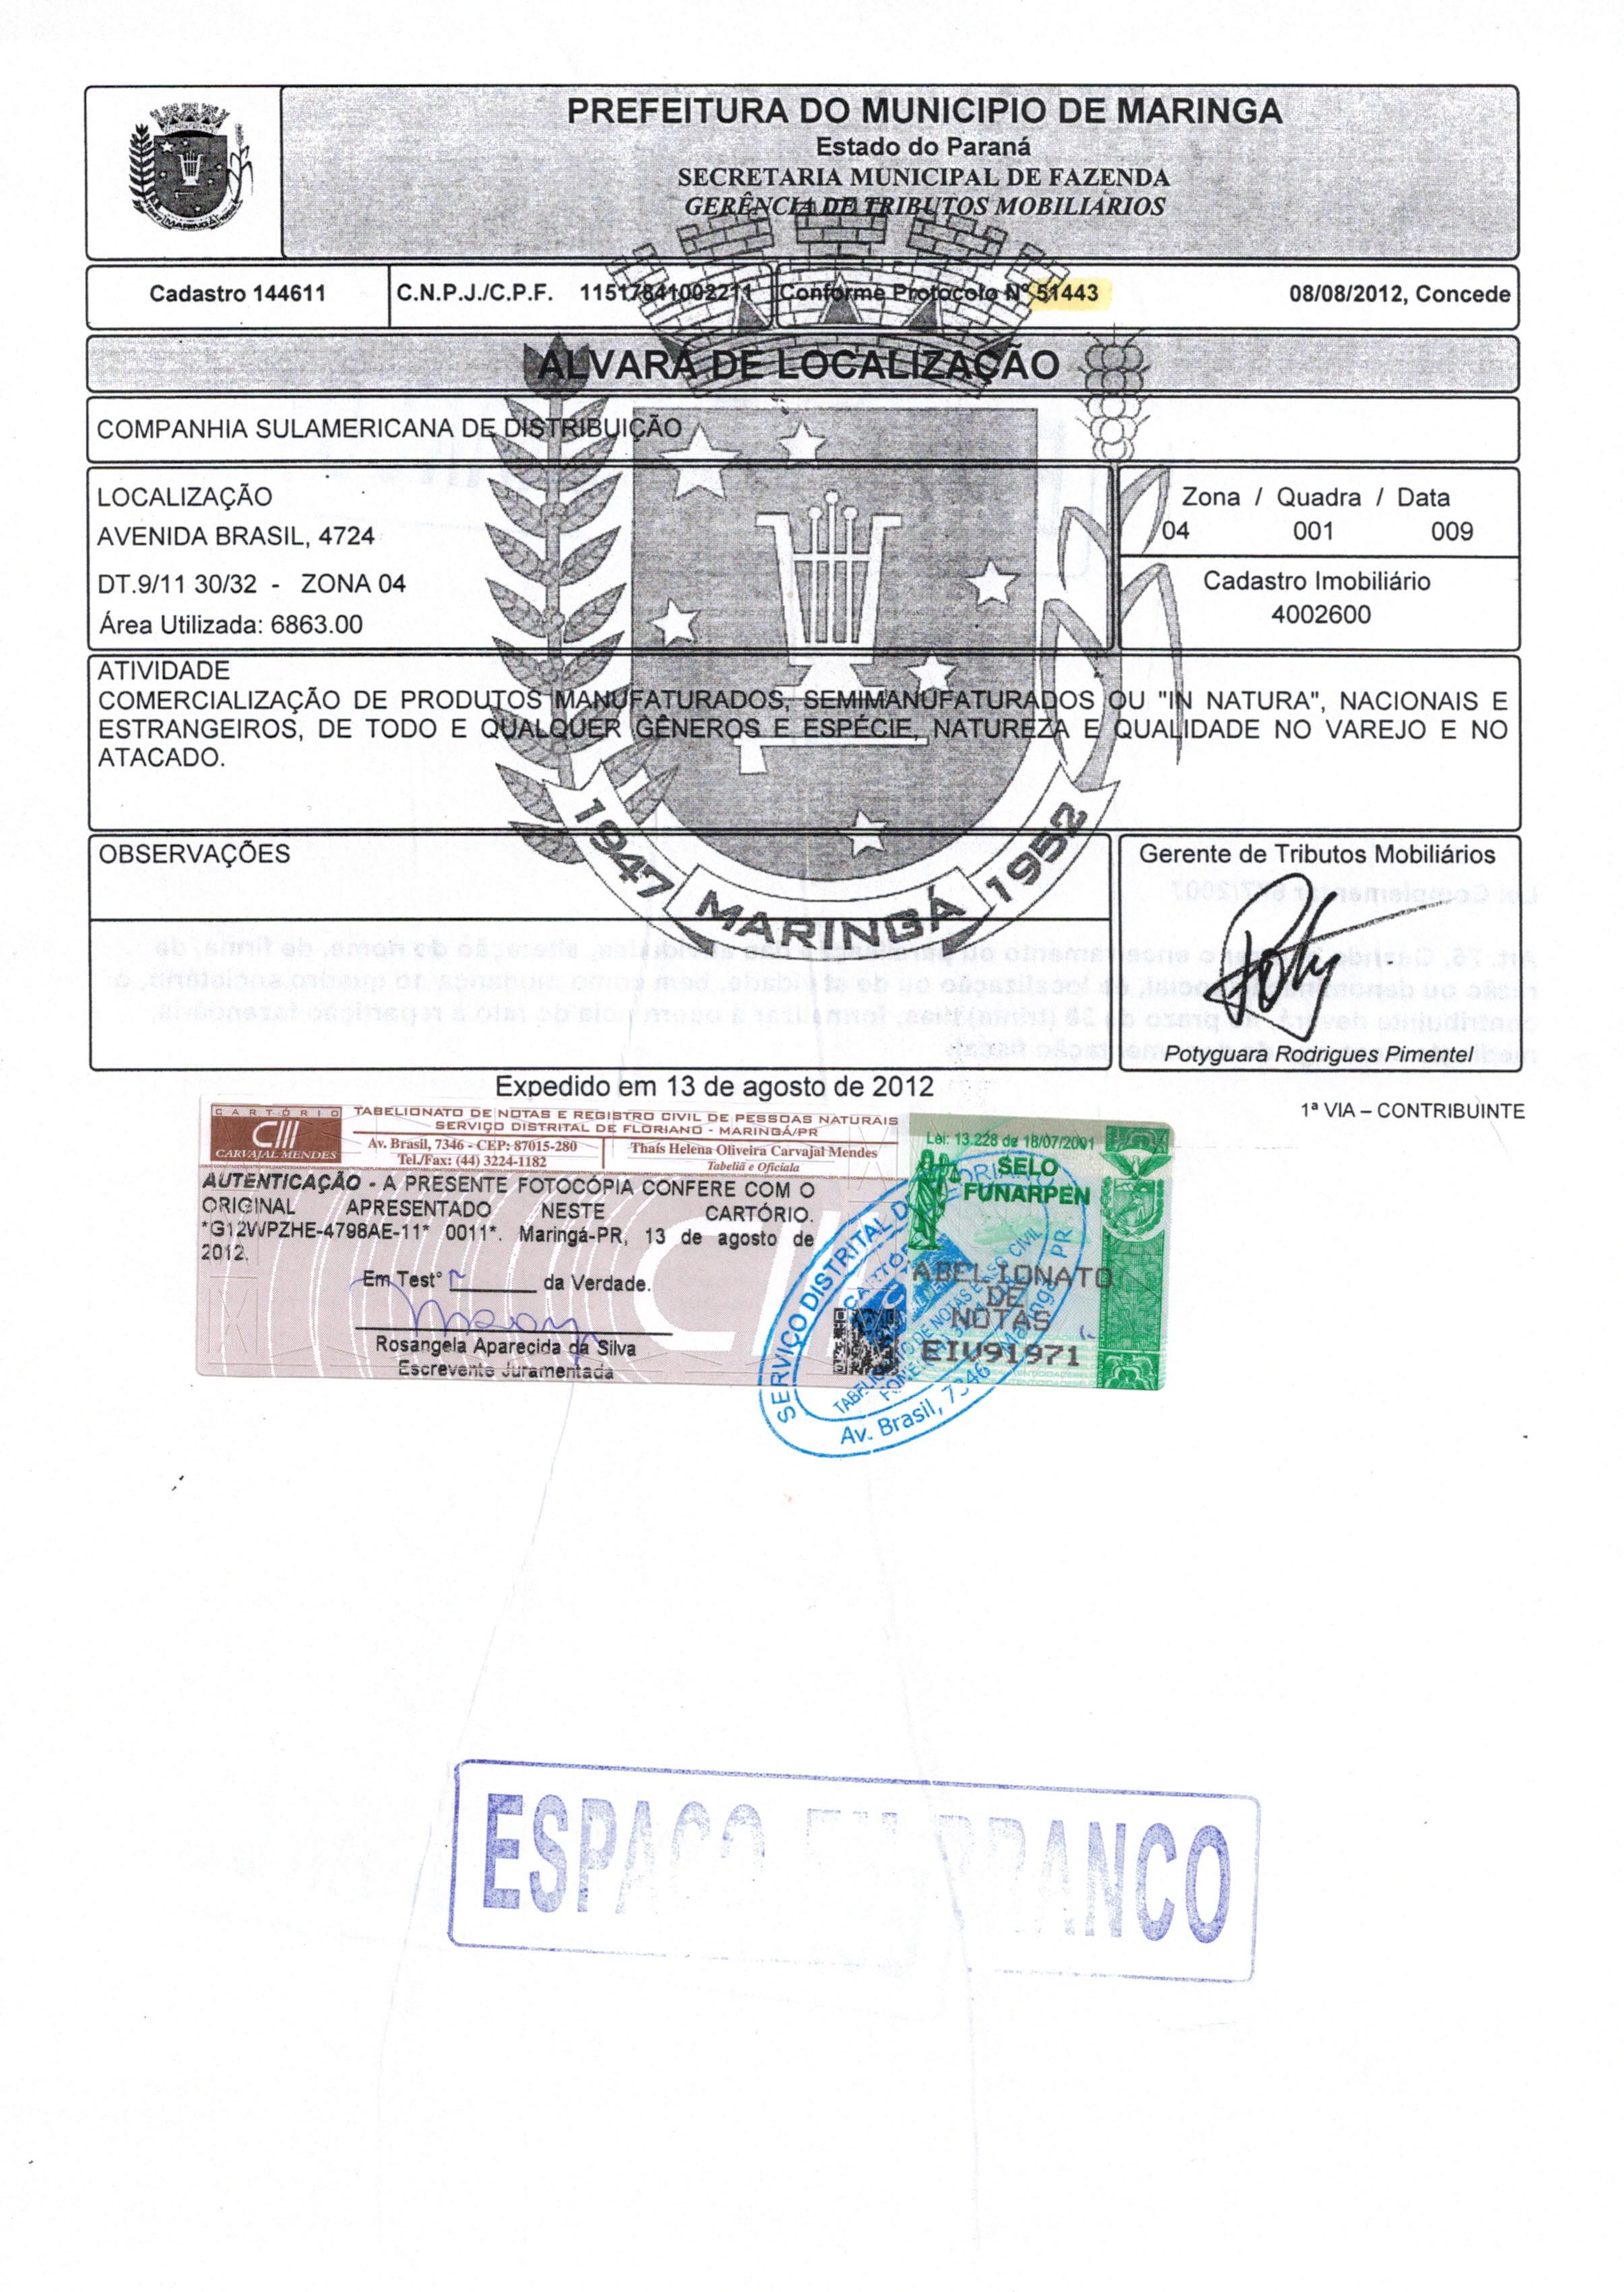 PREFEITURA DO MUNICIPIO DE MARINGA
Estado do Paraná
SECRETARIA MUNICIPAL DE FAZENDA
GERÊNCIA DE TRIBUTOS MOBILIÁRIOS
MARINGÁ
Cadastro 144611 C.N.P.J./C.P.F. 11517841002211 Conforme Protocolo Nº 51443 08/08/2012, Concede
ALVARÁ DE LOCALIZAÇÃO
COMPANHIA SULAMERICANA DE DISTRIBUIÇÃO
LOCALIZAÇÃO
AVENIDA BRASIL, 4724
DT.9/11 30/32 - ZONA 04
Área Utilizada: 6863.00
Zona / Quadra / Data
04 001 009
Cadastro Imobiliário
4002600
ATIVIDADE
COMERCIALIZAÇÃO DE PRODUTOS MANUFATURADOS, SEMIMANUFATURADOS OU "IN NATURA", NACIONAIS E
ESTRANGEIROS, DE TODO E QUALQUER GÊNEROS E ESPÉCIE, NATUREZA E QUALIDADE NO VAREJO E NO
ATACADO.
1947 MARINGÁ 1952
OBSERVAÇÕES
Gerente de Tributos Mobiliários
Potyguara Rodrigues Pimentel
Expedido em 13 de agosto de 2012
1ª VIA – CONTRIBUINTE
CARTÓRIO
CM
CARVAJAL MENDES
TABELIONATO DE NOTAS E REGISTRO CIVIL DE PESSOAS NATURAIS
SERVIÇO DISTRITAL DE FLORIANO - MARINGÁ/PR
Av. Brasil, 7346 - CEP: 87015-280
Tel./Fax: (44) 3224-1182
Thaís Helena Oliveira Carvajal Mendes
Tabeliã e Oficiala
AUTENTICAÇÃO - A PRESENTE FOTOCÓPIA CONFERE COM O
ORIGINAL APRESENTADO NESTE CARTÓRIO.
*G12WPZHE-4798AE-11* 0011*. Maringá-PR, 13 de agosto de
2012.
Em Testº ______ da Verdade.
Rosangela Aparecida da Silva
Escrevente Juramentada
Lei: 13.228 de 18/07/2001
SELO
FUNARPEN
ABELIONATO
DE
NOTAS
EIV91971
SERVIÇO DISTRITAL DE FLORIANO
Av. Brasil, 7346 Maringá PR
ESPAÇO EM BRANCO